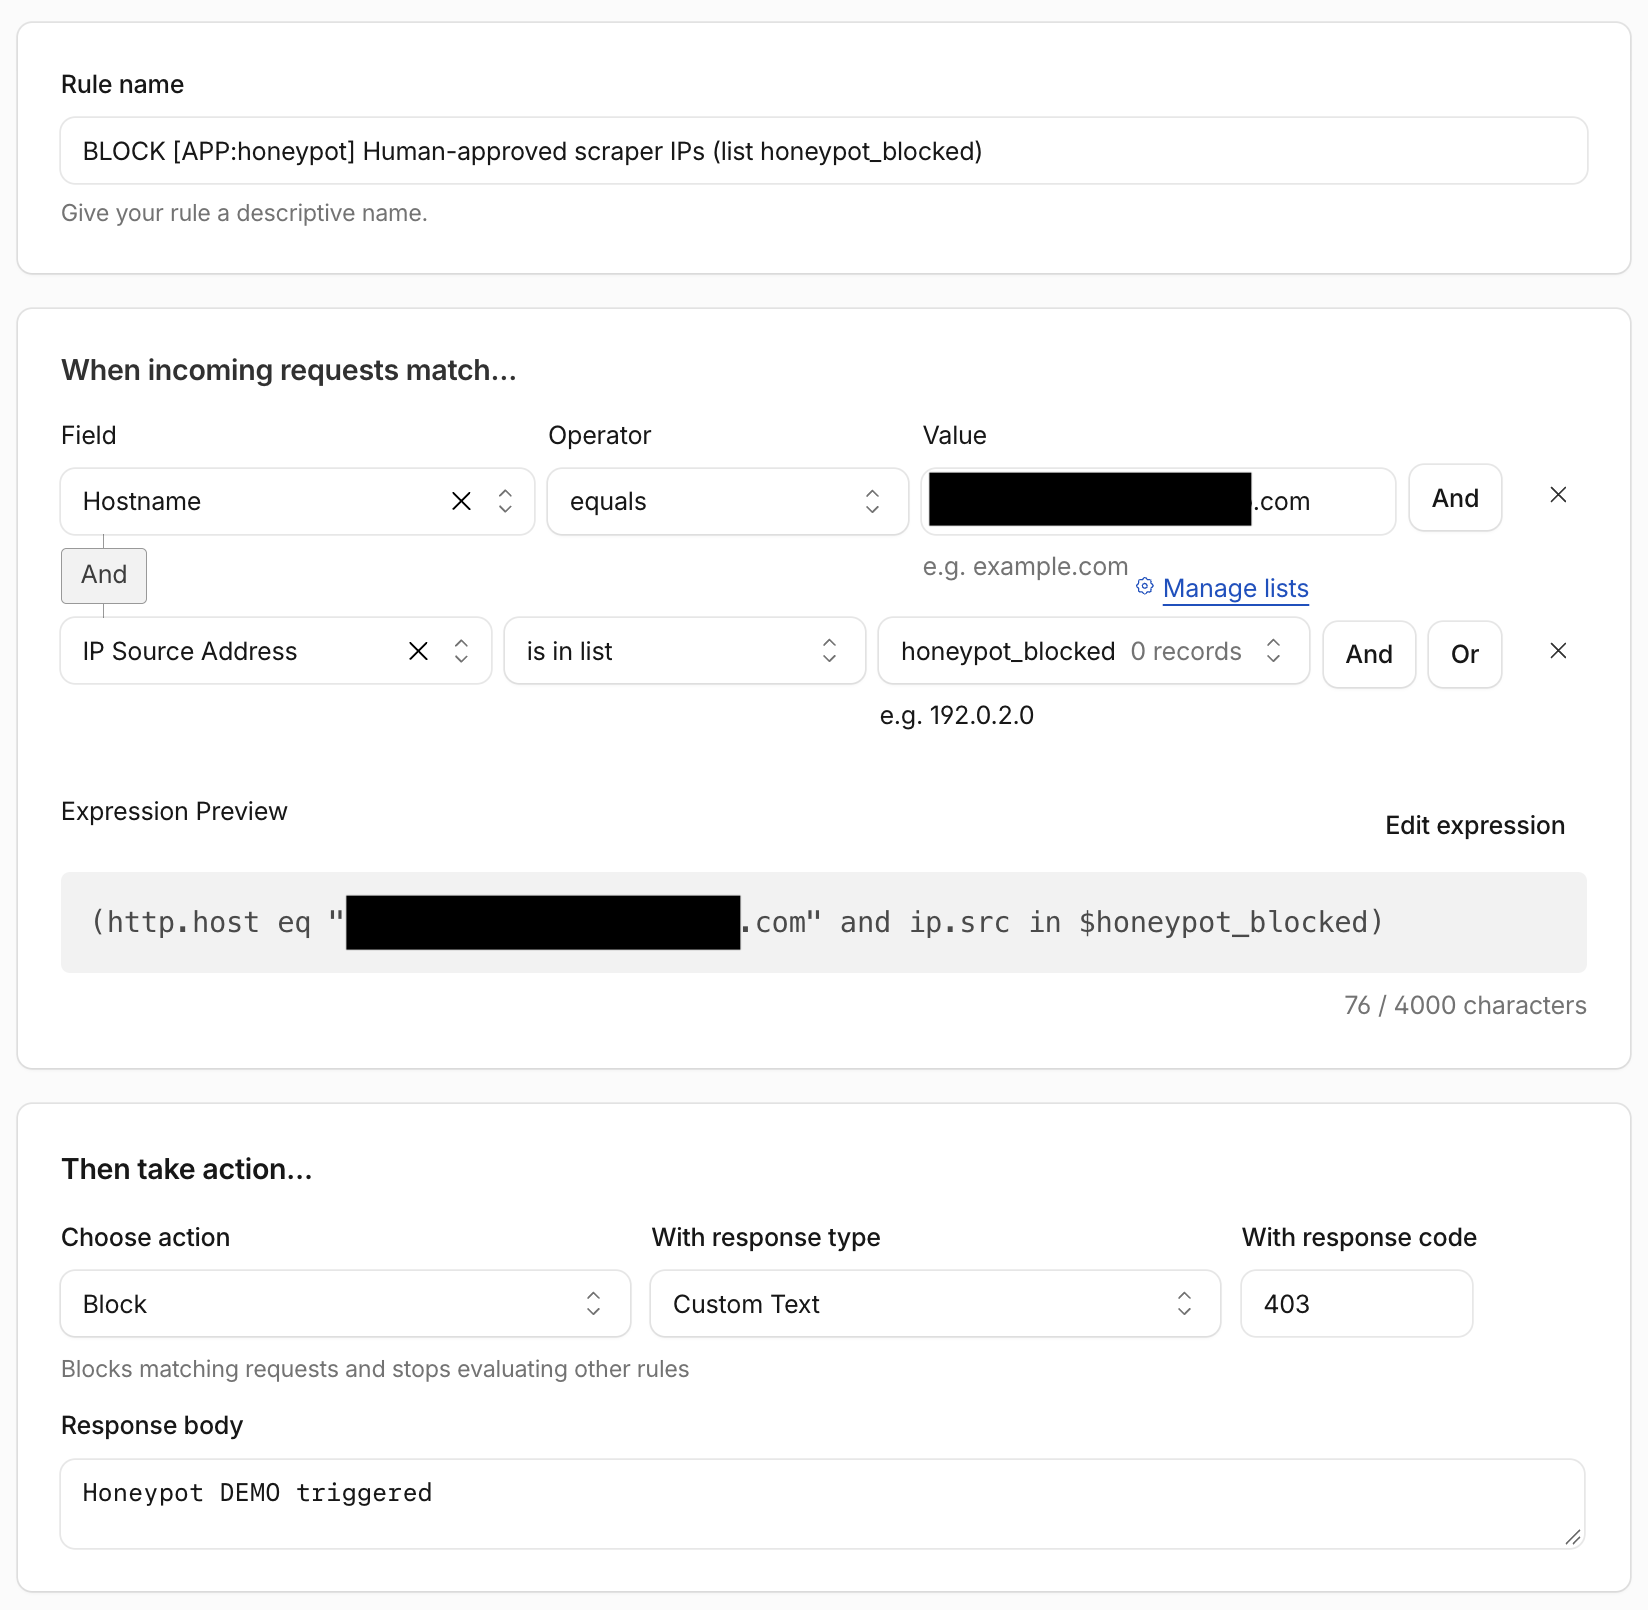 Rule name
BLOCK [APP:honeypot] Human-approved scraper IPs (list honeypot_blocked)
Give your rule a descriptive name.
When incoming requests match...
Field Operator Value
Hostname equals .com And
And
e.g. example.com
Manage lists
IP Source Address is in list honeypot_blocked 0 records And Or
e.g. 192.0.2.0
Expression Preview
Edit expression
(http.host eq " .com" and ip.src in $honeypot_blocked)
76 / 4000 characters
Then take action...
Choose action With response type With response code
Block Custom Text 403
Blocks matching requests and stops evaluating other rules
Response body
Honeypot DEMO triggered